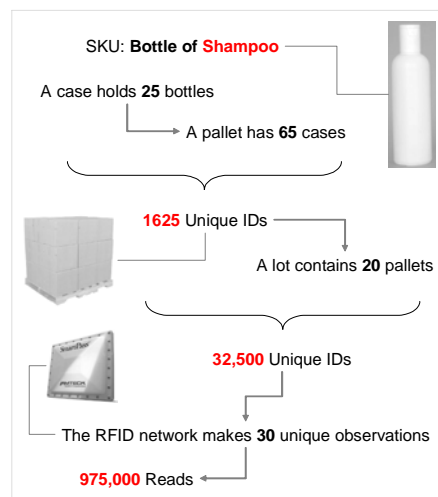 SKU: Bottle of Shampoo
A case holds 25 bottles
A pallet has 65 cases
1625 Unique IDs
A lot contains 20 pallets
32,500 Unique IDs
The RFID network makes 30 unique observations
975,000 Reads